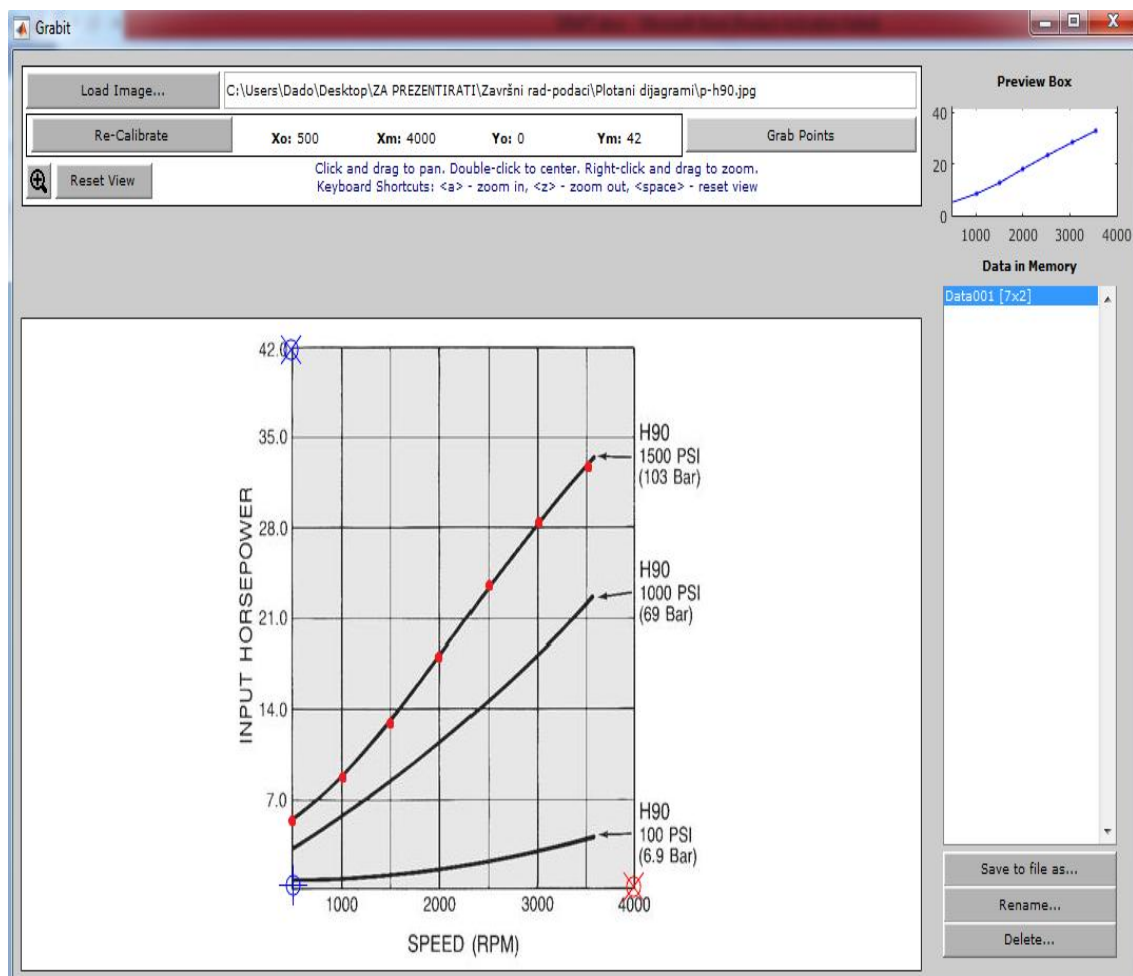 Grabit
Load Image...
C:\Users\Dado\Desktop\ZA PREZENTIRATI\Završni rad-podaci\Plotani dijagrami\p-h90.jpg
Re-Calibrate
Xo: 500
Xm: 4000
Yo: 0
Ym: 42
Grab Points
Reset View
Click and drag to pan. Double-click to center. Right-click and drag to zoom.
Keyboard Shortcuts: <a> - zoom in, <z> - zoom out, <space> - reset view
Preview Box
40
20
0
1000 2000 3000 4000
Data in Memory
Data001 [7x2]
42.0
35.0
28.0
21.0
14.0
7.0
INPUT HORSEPOWER
H90
1500 PSI
(103 Bar)
H90
1000 PSI
(69 Bar)
H90
100 PSI
(6.9 Bar)
1000 2000 3000 4000
SPEED (RPM)
Save to file as...
Rename...
Delete...